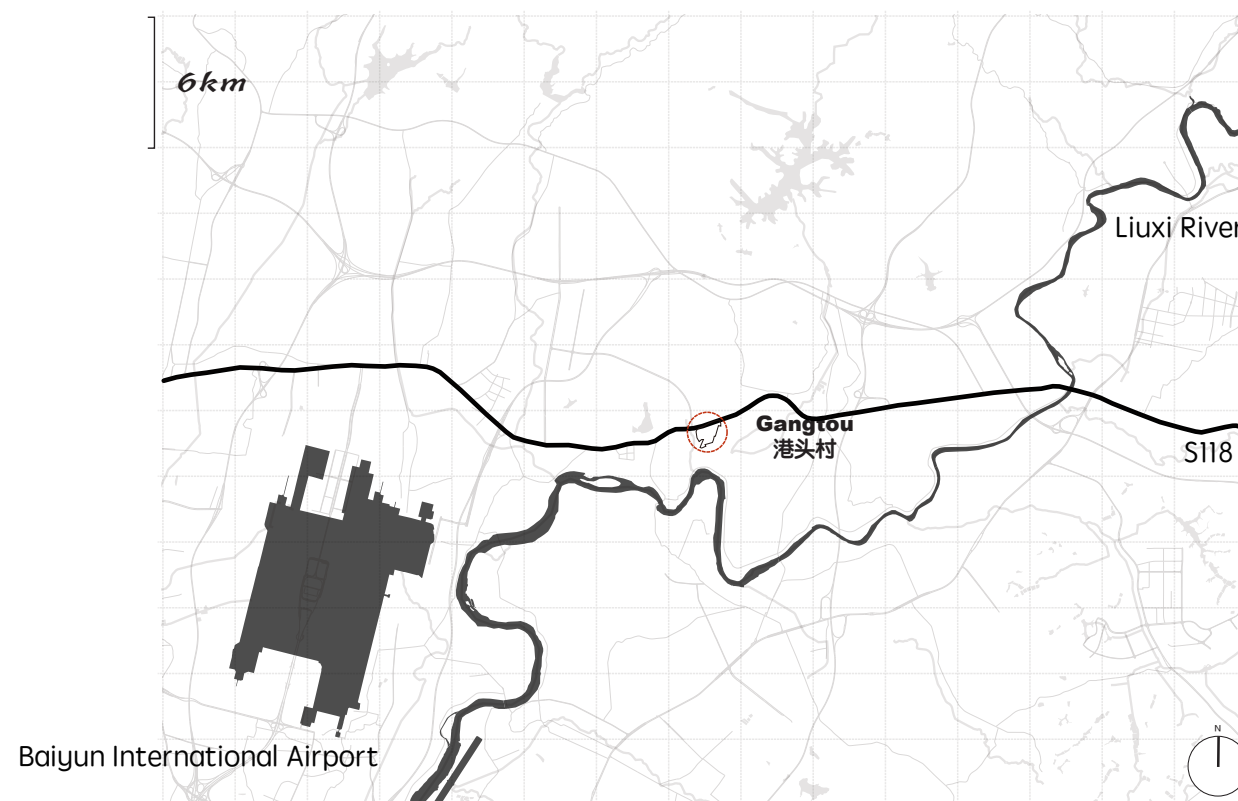 6km
Liuxi River
Gangtou
港头村
S118
Baiyun International Airport
N